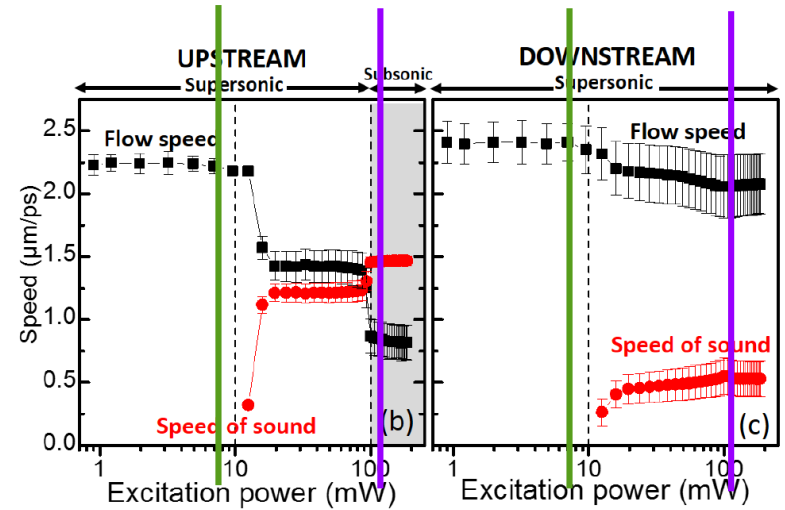 UPSTREAM
DOWNSTREAM
Supersonic
Subsonic
Supersonic
2.5
2.0
1.5
1.0
0.5
0.0
Speed (µm/ps)
Flow speed
Speed of sound
(b)
Flow speed
Speed of sound
(c)
1
10
100
1
10
100
Excitation power (mW)
Excitation power (mW)